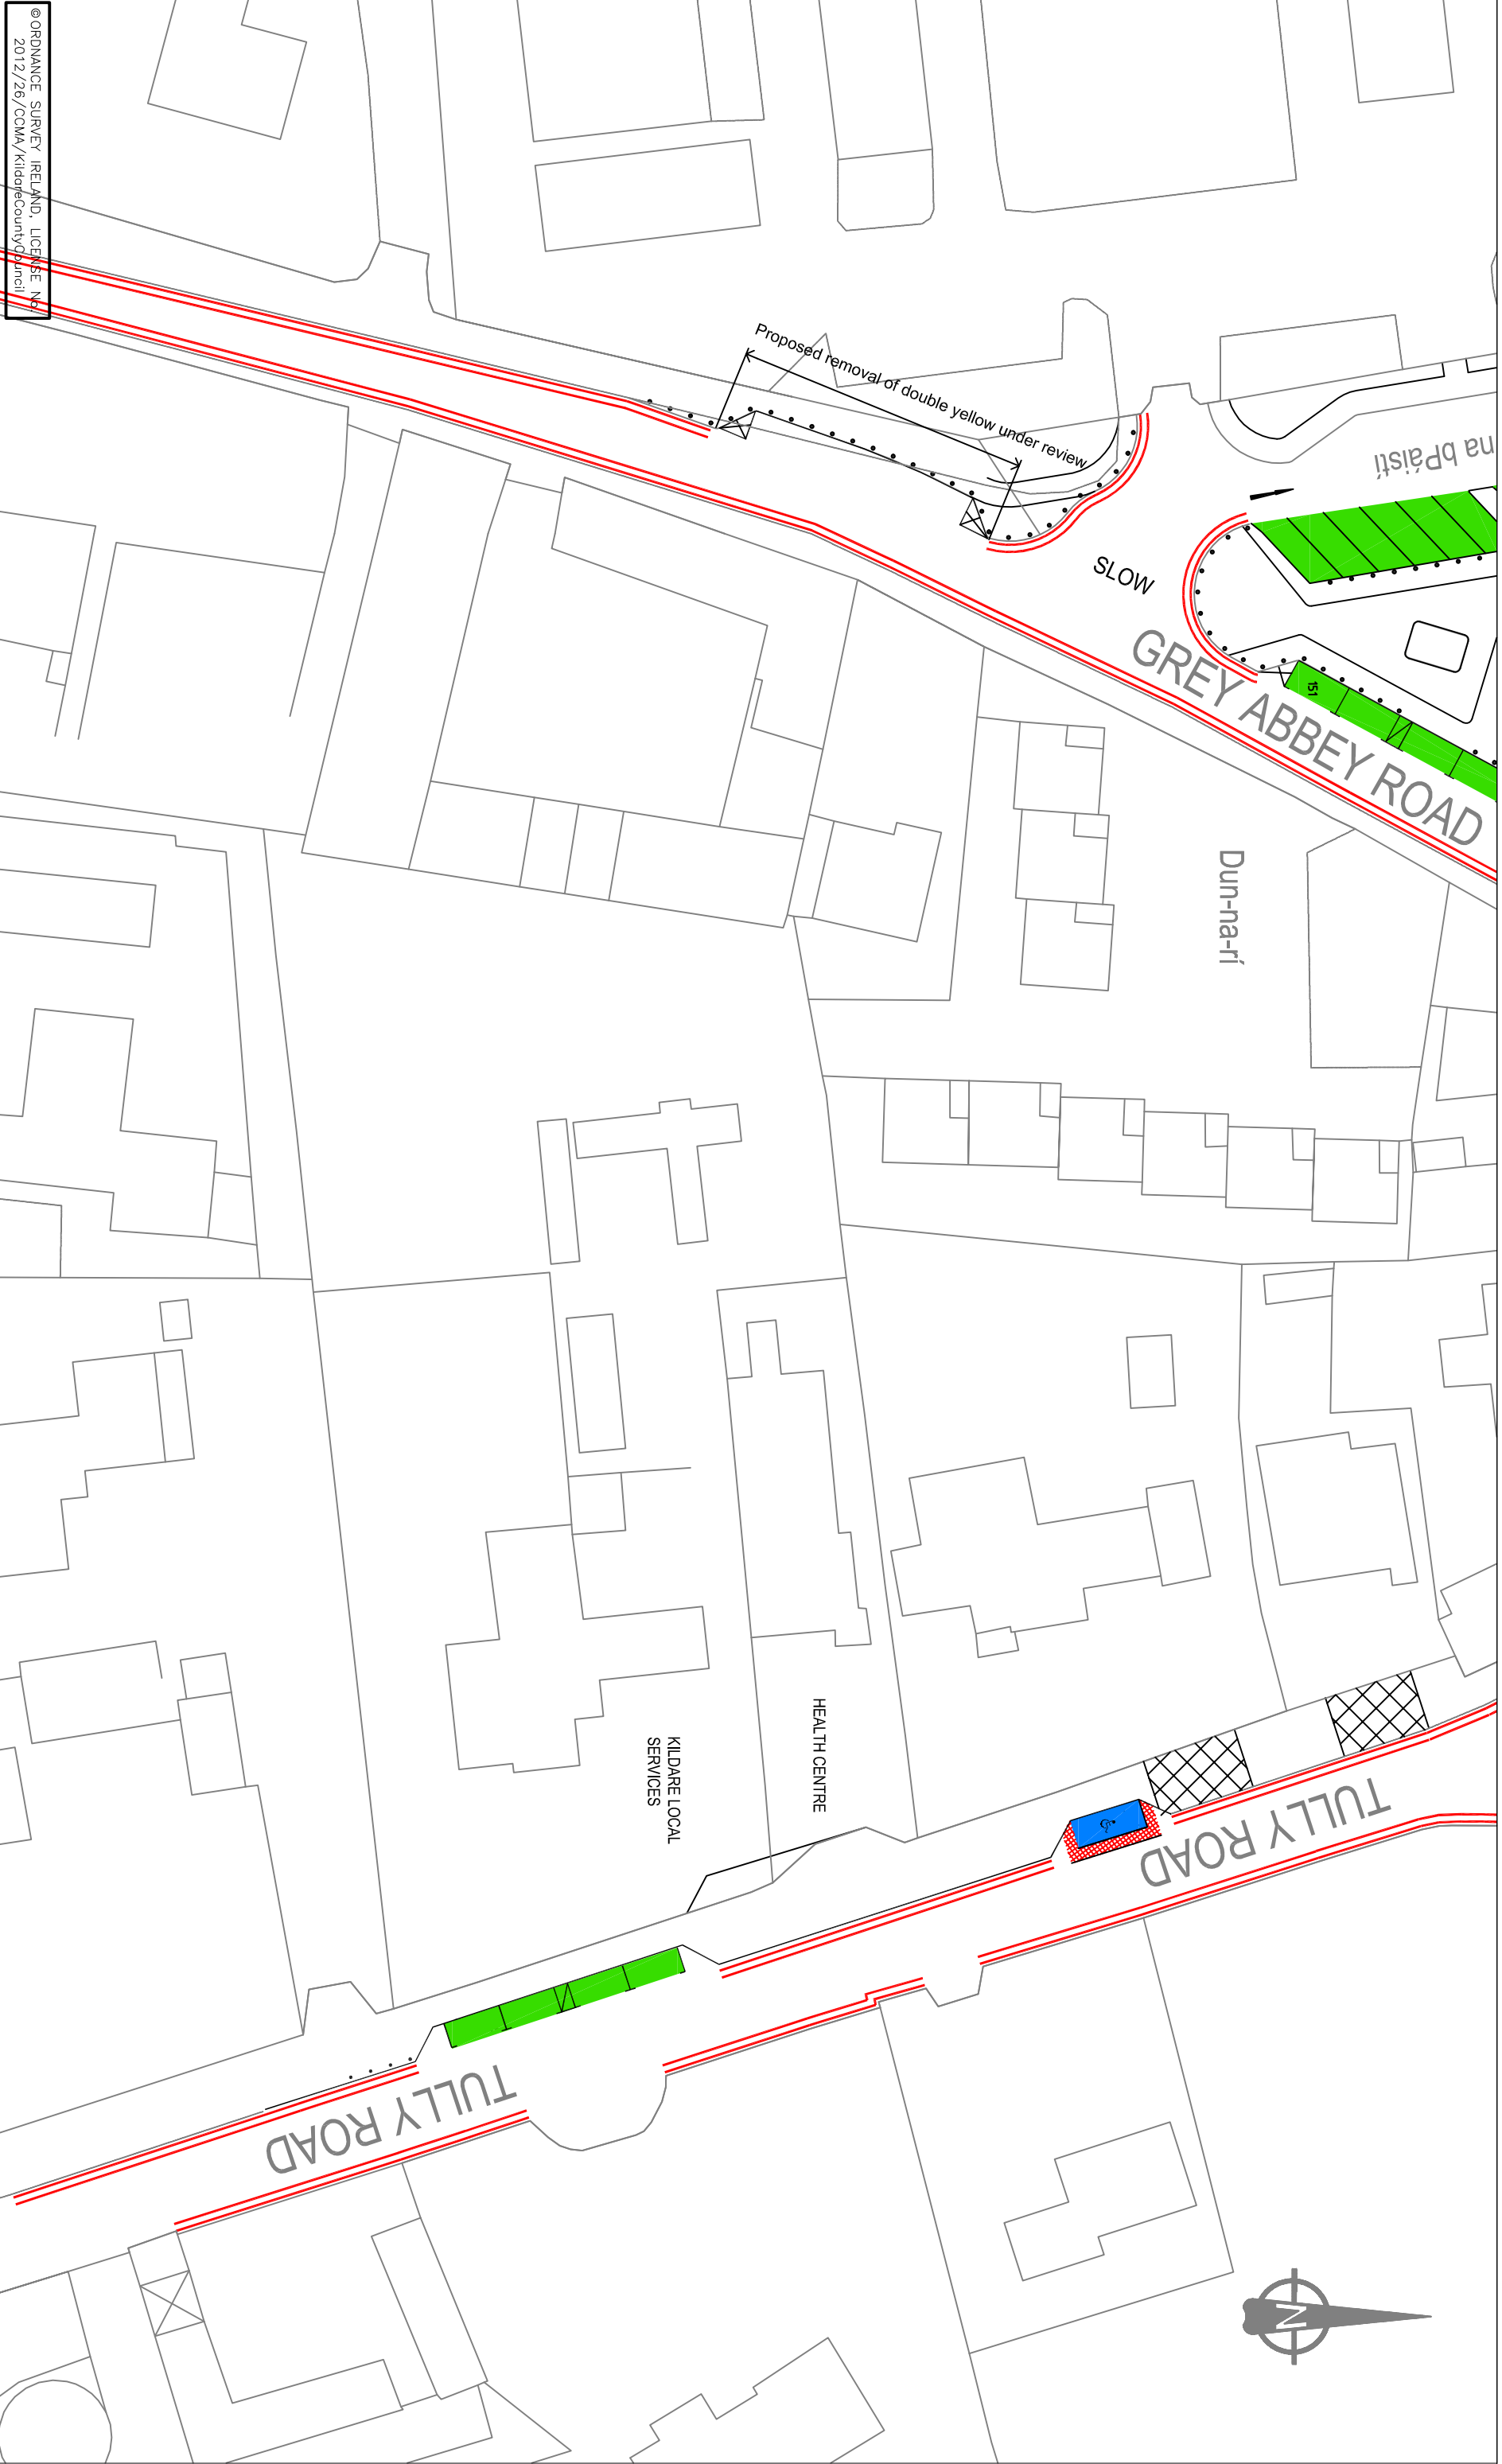 ©ORDNANCE SURVEY IRELAND, LICENSE No.
2012/26/CCMA/KildareCountyCouncil
Proposed removal of double yellow under review
na bPáistí
SLOW
151
GREY ABBEY ROAD
Dun-na-rí
HEALTH CENTRE
KILDARE LOCAL
SERVICES
TULLY ROAD
TULLY ROAD
N